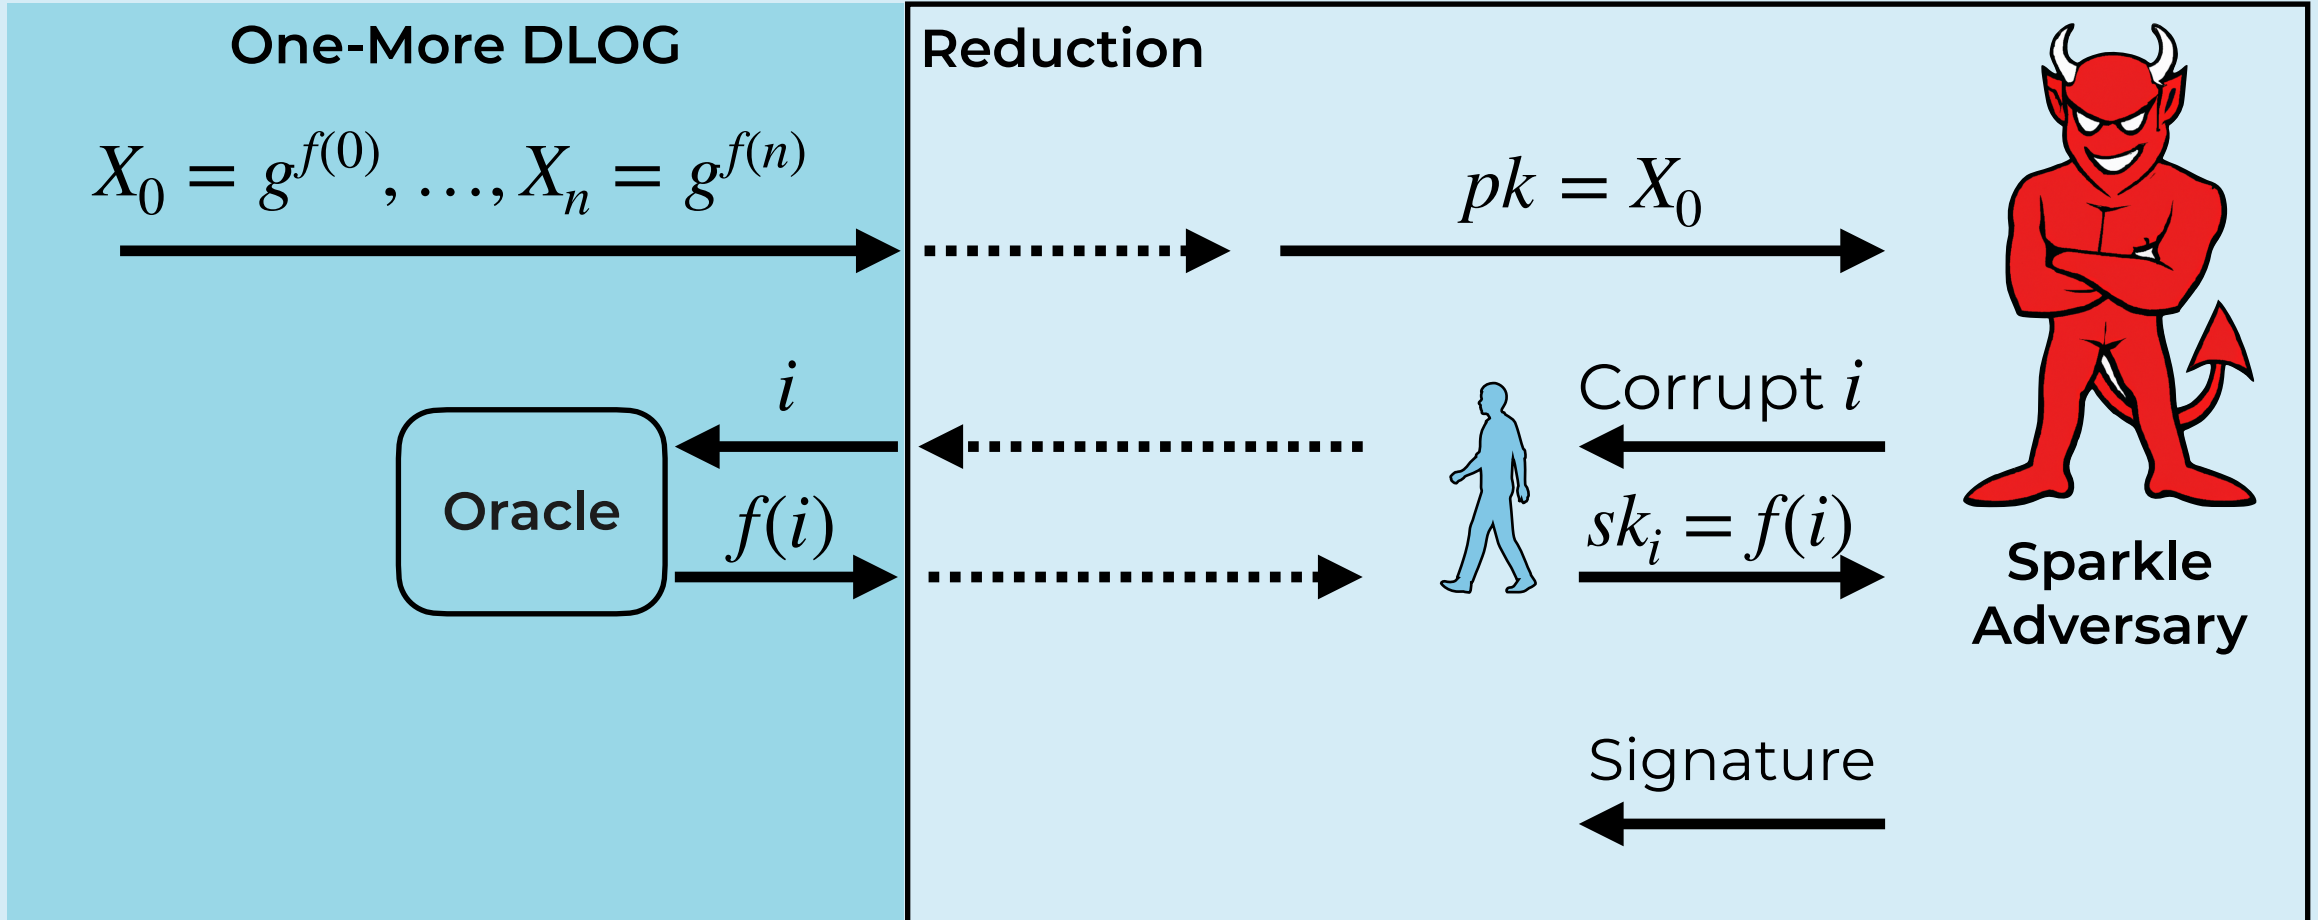 One-More DLOG
Reduction
X₀ = g^{f(0)}, …, Xₙ = g^{f(n)}
pk = X₀
i
Corrupt i
Oracle
f(i)
skᵢ = f(i)
Sparkle
Adversary
Signature